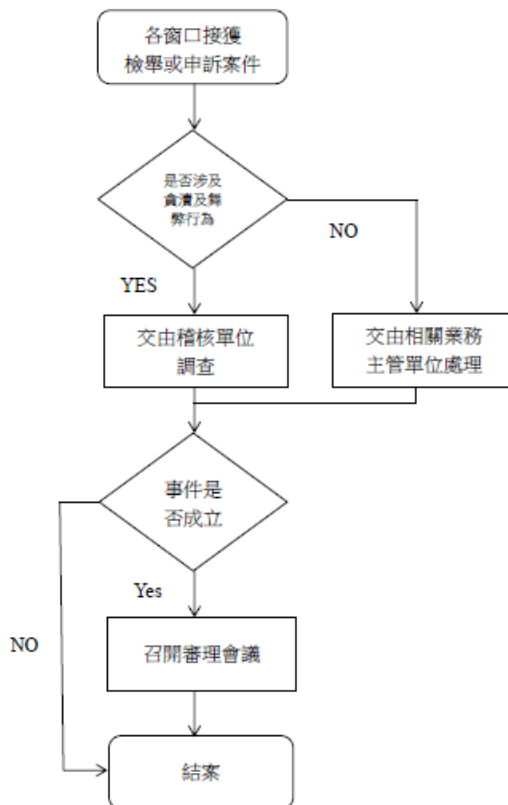 各窗口接獲
檢舉或申訴案件
是否涉及
貪瀆及舞
弊行為
NO
YES
交由稽核單位
調查
交由相關業務
主管單位處理
事件是
否成立
Yes
NO
召開審理會議
結案